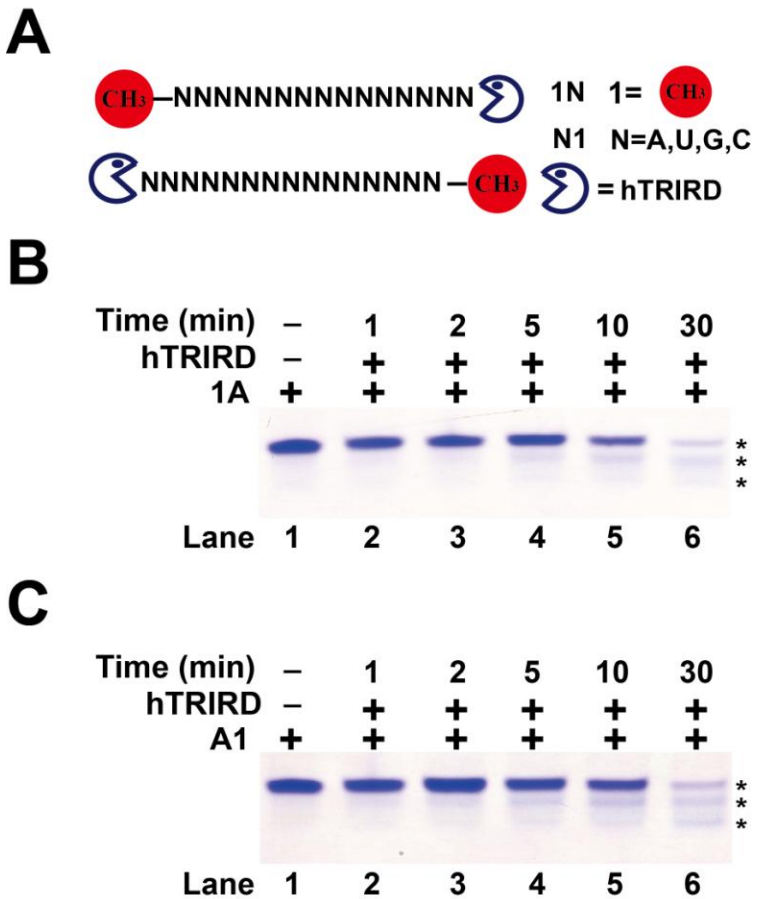 A
CH₃–NNNNNNNNNNNNNNN 1N 1= CH₃
N1 N=A,U,G,C
NNNNNNNNNNNNNNN–CH₃ =hTRIRD
B
Time (min) – 1 2 5 10 30
hTRIRD – + + + + +
1A + + + + + +
*
*
*
Lane 1 2 3 4 5 6
C
Time (min) – 1 2 5 10 30
hTRIRD – + + + + +
A1 + + + + + +
*
*
*
Lane 1 2 3 4 5 6